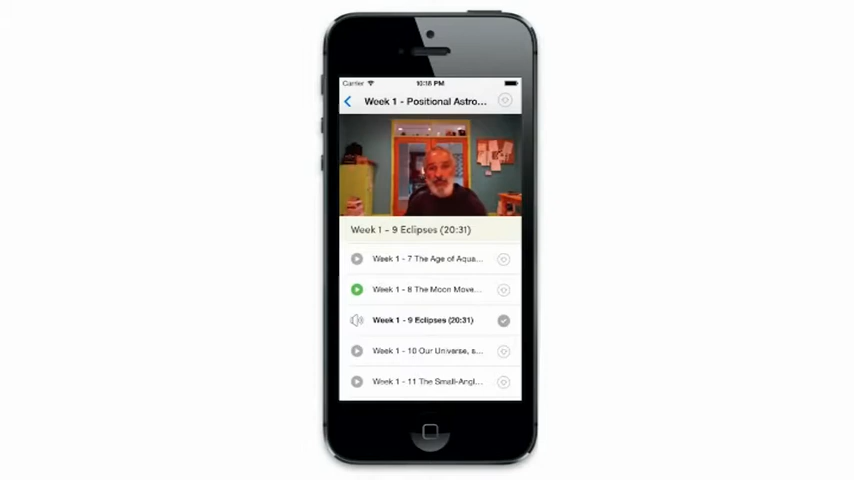 Carrier 10:18 PM
Week 1 - Positional Astro...
Week 1 - 9 Eclipses (20:31)
Week 1 - 7 The Age of Aqua...
Week 1 - 8 The Moon Move...
Week 1 - 9 Eclipses (20:31)
Week 1 - 10 Our Universe, a...
Week 1 - 11 The Small-Angl...